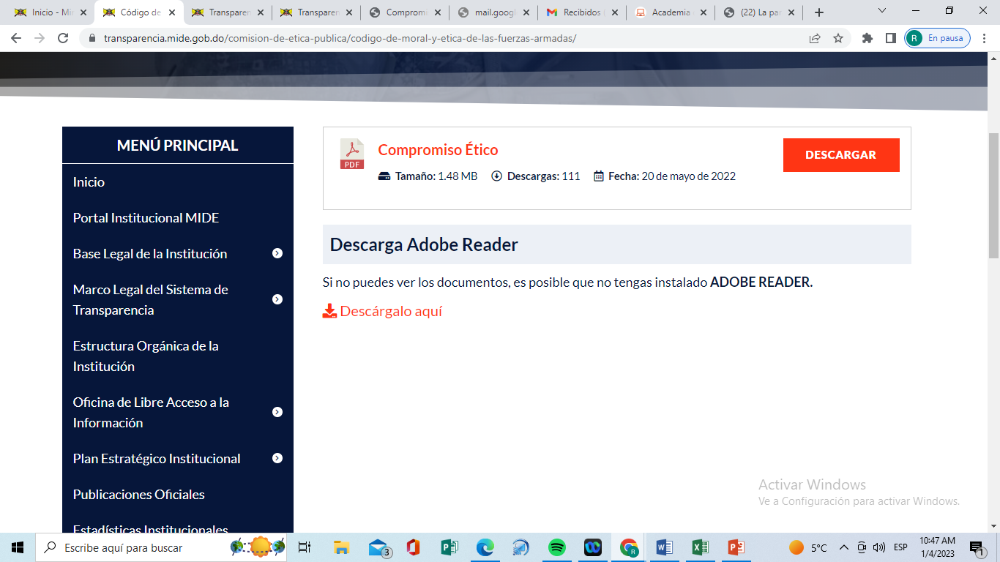 Inicio - Mi
Código de
Transparen
Transparen
Compromi
mail.googl
Recibidos
Academia
(22) La pa
transparencia.mide.gob.do/comision-de-etica-publica/codigo-de-moral-y-etica-de-las-fuerzas-armadas/
R En pausa
MENÚ PRINCIPAL
Inicio
Portal Institucional MIDE
Base Legal de la Institución
Marco Legal del Sistema de
Transparencia
Estructura Orgánica de la
Institución
Oficina de Libre Acceso a la
Información
Plan Estratégico Institucional
Publicaciones Oficiales
Estadísticas Institucionales
PDF
Compromiso Ético
Tamaño: 1.48 MB Descargas: 111 Fecha: 20 de mayo de 2022
DESCARGAR
Descarga Adobe Reader
Si no puedes ver los documentos, es posible que no tengas instalado ADOBE READER.
Descárgalo aquí
Activar Windows
Ve a Configuración para activar Windows.
Escribe aquí para buscar
3
5°C
ESP
10:47 AM
1/4/2023
1